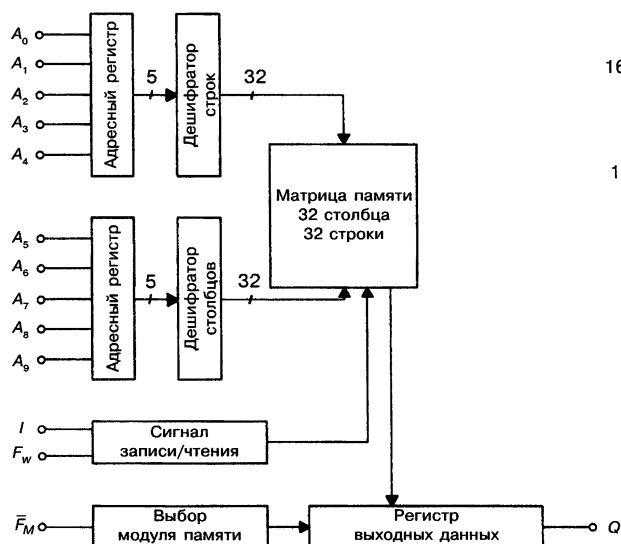 A₀
A₁
A₂
A₃
A₄
Адресный регистр
5
Дешифратор
строк
32
16
1
Матрица памяти
32 столбца
32 строки
A₅
A₆
A₇
A₈
A₉
Адресный регистр
5
Дешифратор
столбцов
32
I
F_w
Сигнал
записи/чтения
F̅_M
Выбор
модуля памяти
Регистр
выходных данных
Q